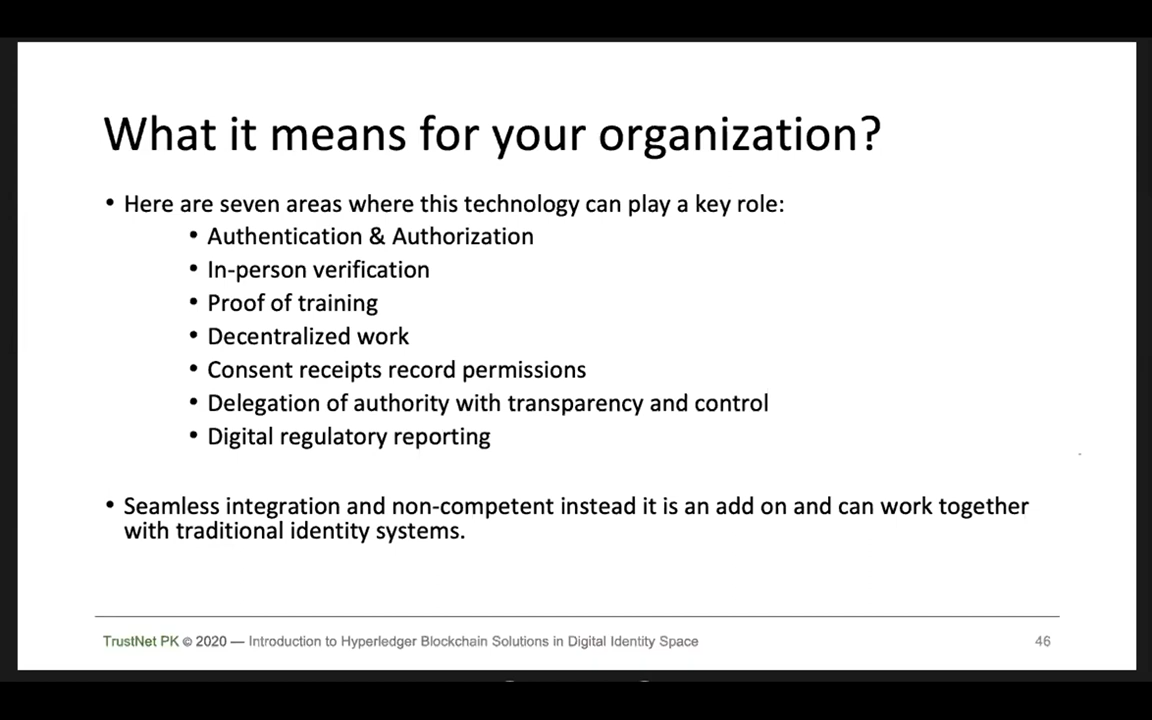 What it means for your organization?
• Here are seven areas where this technology can play a key role:
• Authentication & Authorization
• In-person verification
• Proof of training
• Decentralized work
• Consent receipts record permissions
• Delegation of authority with transparency and control
• Digital regulatory reporting
• Seamless integration and non-competent instead it is an add on and can work together
with traditional identity systems.
TrustNet PK © 2020 — Introduction to Hyperledger Blockchain Solutions in Digital Identity Space 46